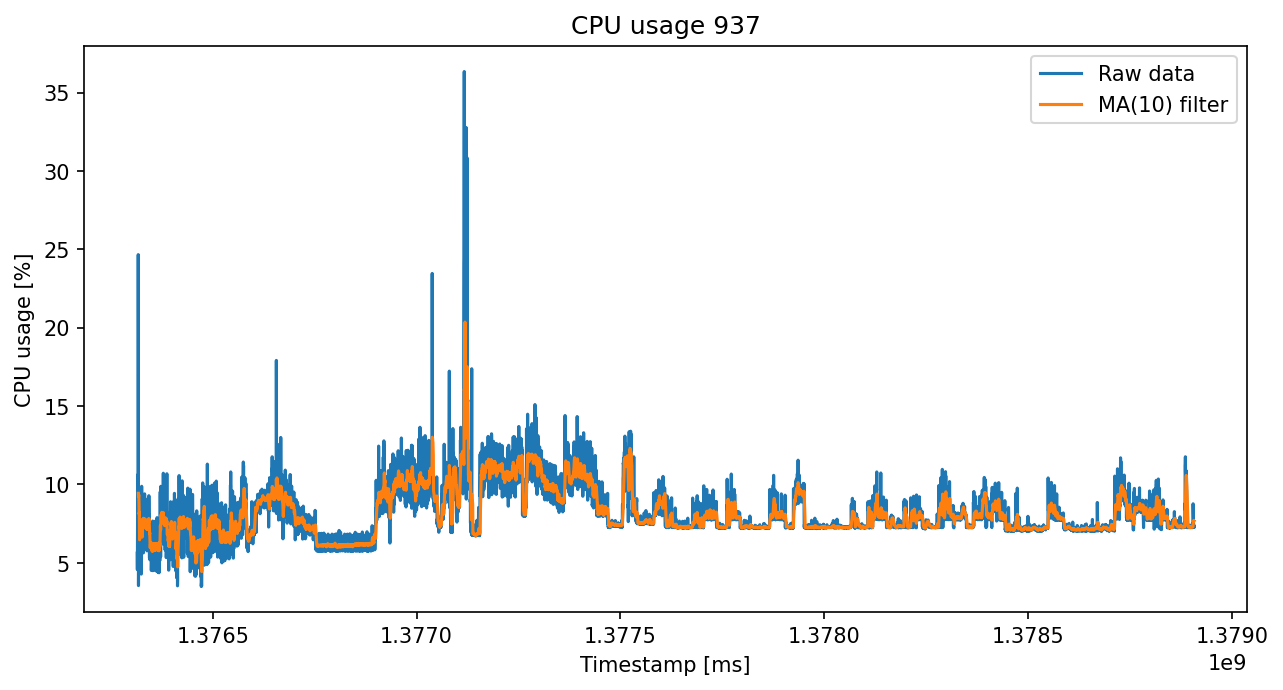 CPU usage 937
Raw data
MA(10) filter
CPU usage [%]
35
30
25
20
15
10
5
1.3765 1.3770 1.3775 1.3780 1.3785 1.3790
1e9
Timestamp [ms]